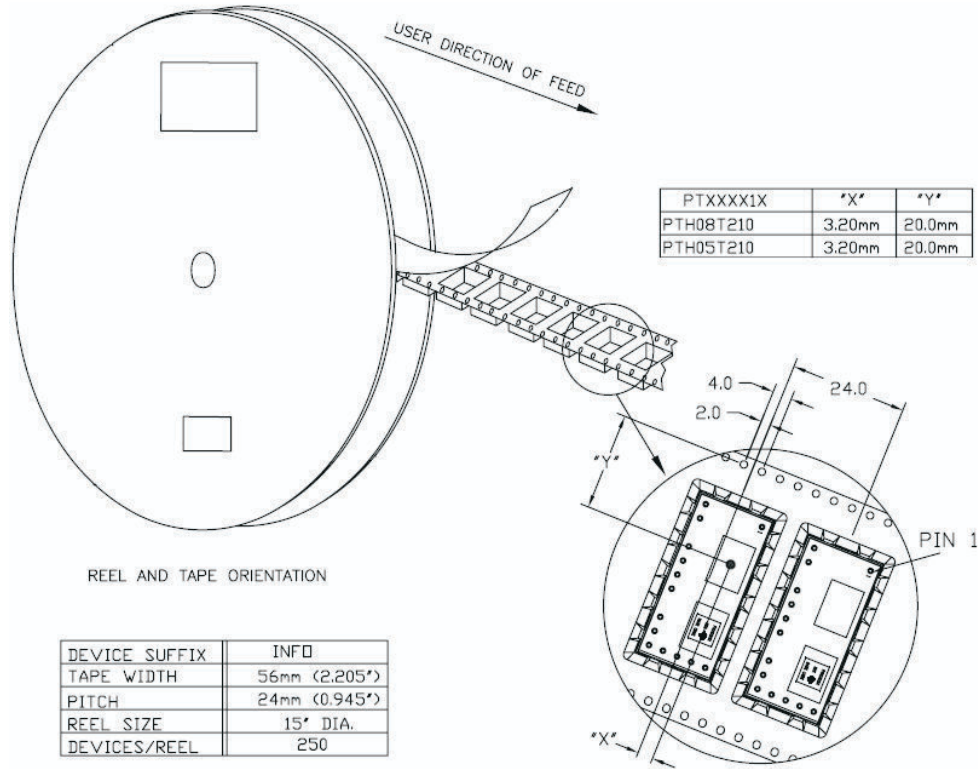 USER DIRECTION OF FEED
PTXXXX1X "X" "Y"
PTH08T210 3.20mm 20.0mm
PTH05T210 3.20mm 20.0mm
4.0
24.0
2.0
"Y"
PIN 1
REEL AND TAPE ORIENTATION
DEVICE SUFFIX INFO
TAPE WIDTH 56mm (2.205")
PITCH 24mm (0.945")
REEL SIZE 15" DIA.
DEVICES/REEL 250
"X"